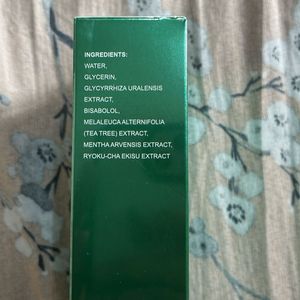 INGREDIENTS:
WATER,
GLYCERIN,
GLYCYRRHIZA URALENSIS
EXTRACT,
BISABOLOL,
MELALEUCA ALTERNIFOLIA
(TEA TREE) EXTRACT,
MENTHA ARVENSIS EXTRACT,
RYOKU-CHA EKISU EXTRACT